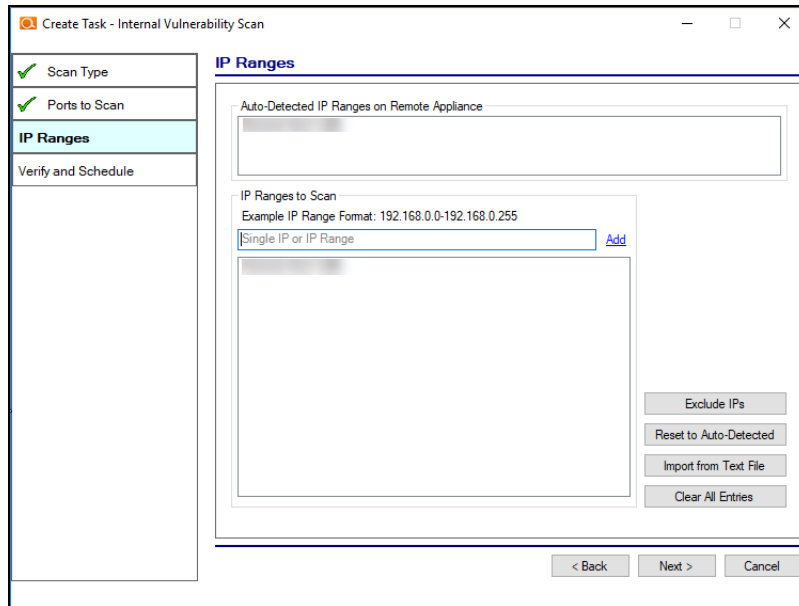 Create Task - Internal Vulnerability Scan
Scan Type
Ports to Scan
IP Ranges
Verify and Schedule
IP Ranges
Auto-Detected IP Ranges on Remote Appliance
IP Ranges to Scan
Example IP Range Format: 192.168.0.0-192.168.0.255
Single IP or IP Range Add
Exclude IPs
Reset to Auto-Detected
Import from Text File
Clear All Entries
< Back Next > Cancel